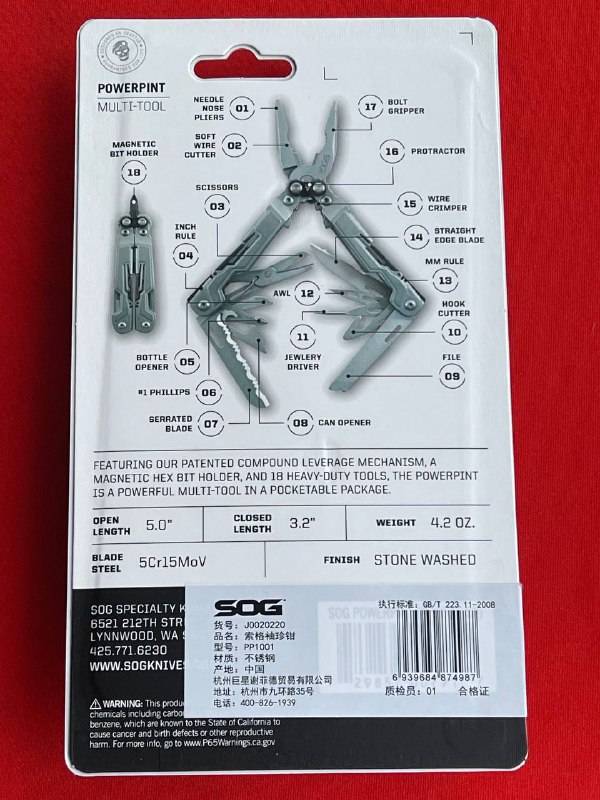 POWERPINT
MULTI-TOOL
NEEDLE
NOSE
PLIERS
01
SOFT
WIRE
CUTTER
02
17
BOLT
GRIPPER
16
PROTRACTOR
MAGNETIC
BIT HOLDER
18
SCISSORS
03
15
WIRE
CRIMPER
INCH
RULE
04
14
STRAIGHT
EDGE BLADE
MM RULE
13
AWL
12
HOOK
CUTTER
10
11
JEWLERY
DRIVER
BOTTLE
OPENER
05
FILE
09
#1 PHILLIPS
06
SERRATED
BLADE
07
08
CAN OPENER
FEATURING OUR PATENTED COMPOUND LEVERAGE MECHANISM, A
MAGNETIC HEX BIT HOLDER, AND 18 HEAVY-DUTY TOOLS, THE POWERPINT
IS A POWERFUL MULTI-TOOL IN A POCKETABLE PACKAGE.
OPEN
LENGTH
5.0"
CLOSED
LENGTH
3.2"
WEIGHT
4.2 OZ.
BLADE
STEEL
5Cr15MoV
FINISH
STONE WASHED
SOG SPECIALTY
6521 212TH
LYNNWOOD, WA
425.771.6230
WWW.SOGKNIVES
SOG
货号: J0020220
品名: 索格袖珍钳
型号: PP1001
材质: 不锈钢
产地: 中国
杭州巨星谢菲德贸易有限公司
地址: 杭州市九环路35号
电话: 400-826-1939
执行标准: GB/T 223.11-2008
6 939684 874987
质检员: 01 合格证
WARNING: This
chemicals including
benzene, which are known to the State of California to
cause cancer and birth defects or other reproductive
harm. For more info, go to www.P65Warnings.ca.gov